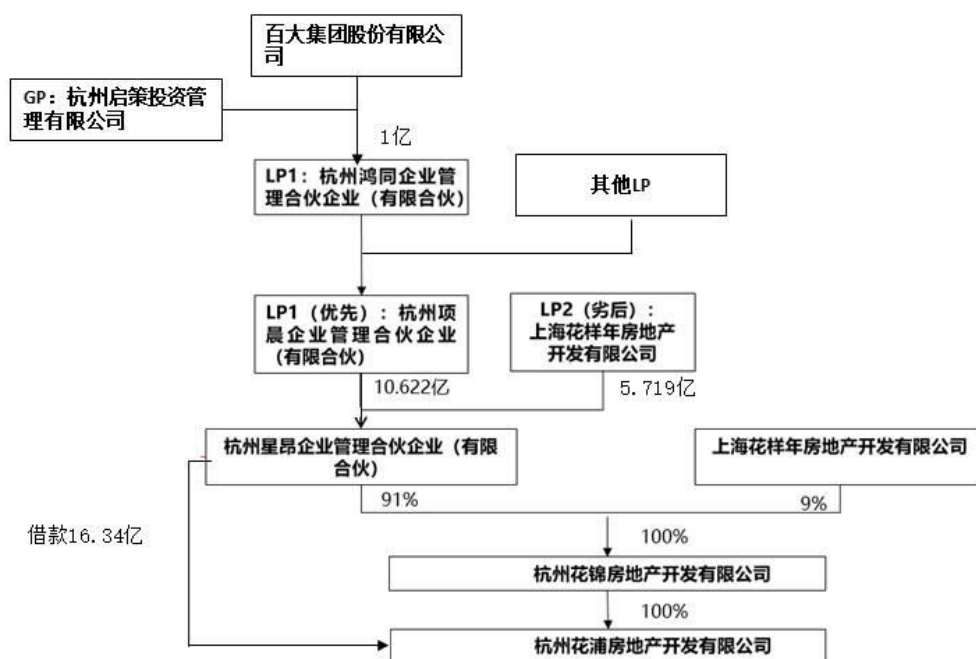 百大集团股份有限公
司
GP：杭州启策投资管
理有限公司
1亿
LP1：杭州鸿同企业管
理合伙企业（有限合伙）
其他LP
LP1（优先）：杭州项
晨企业管理合伙企业
（有限合伙）
LP2（劣后）：
上海花样年房地产
开发有限公司
10.622亿
5.719亿
杭州星昂企业管理合伙企业（有限
合伙）
上海花样年房地产开发有限公司
91%
9%
借款16.34亿
100%
杭州花锦房地产开发有限公司
100%
杭州花浦房地产开发有限公司